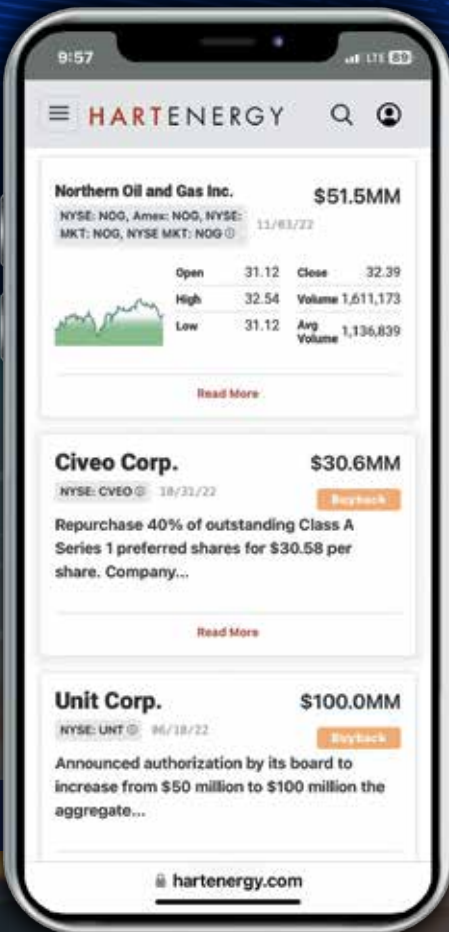 9:57
LTE 89
HARTENERGY
Northern Oil and Gas Inc.
$51.5MM
NYSE: NOG, Amex: NOG, NYSE:
MKT: NOG, NYSE MKT: NOG
11/03/22
Open 31.12 Close 32.39
High 32.54 Volume 1,611,173
Low 31.12 Avg Volume 1,136,839
Read More
Civeo Corp.
$30.6MM
NYSE: CVEO 10/31/22
Buyback
Repurchase 40% of outstanding Class A
Series 1 preferred shares for $30.58 per
share. Company...
Read More
Unit Corp.
$100.0MM
NYSE: UNT 06/18/22
Buyback
Announced authorization by its board to
increase from $50 million to $100 million the
aggregate...
hartenergy.com